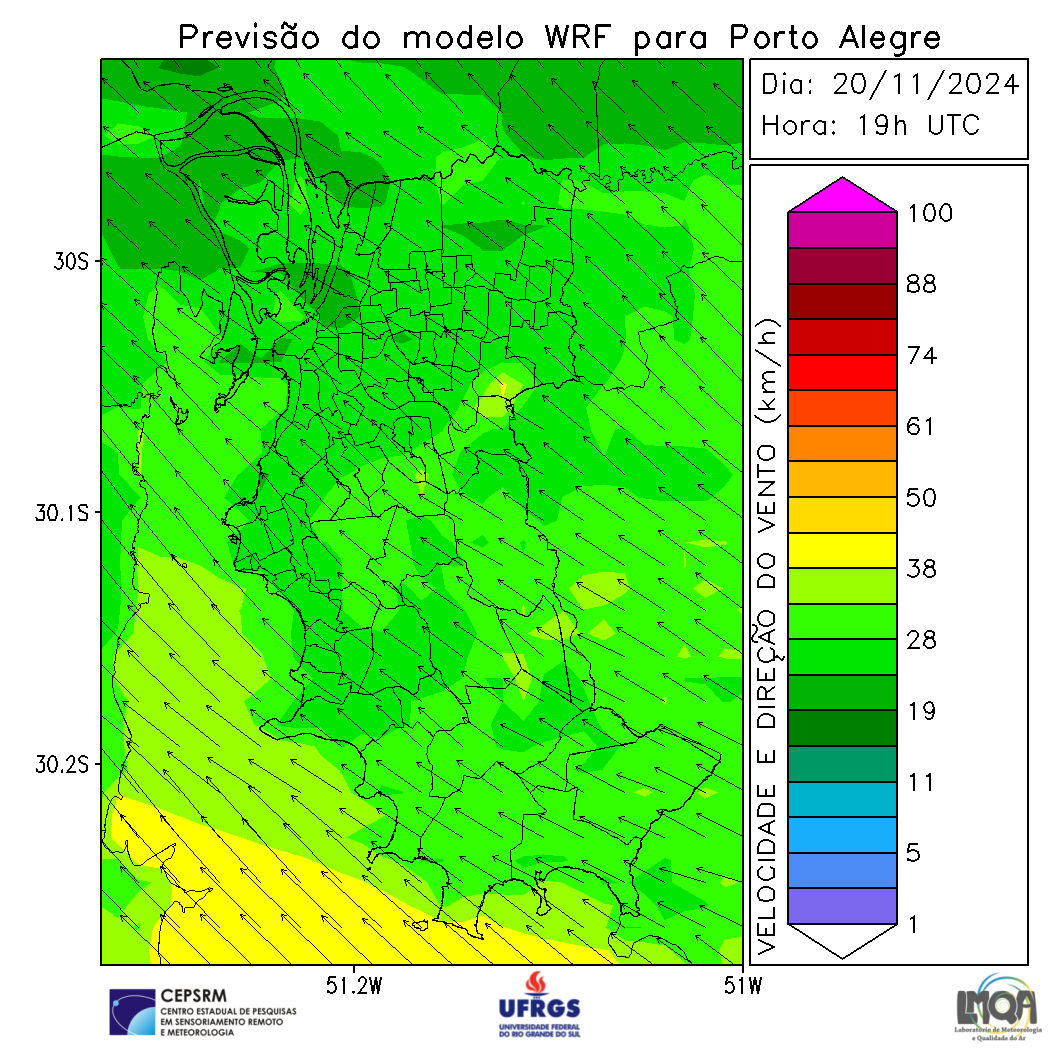 Previsão do modelo WRF para Porto Alegre
Dia: 20/11/2024
Hora: 19h UTC
30S
30.1S
30.2S
51.2W
51W
VELOCIDADE E DIREÇÃO DO VENTO (km/h)
100
88
74
61
50
38
28
19
11
5
1
CEPSRM
CENTRO ESTADUAL DE PESQUISAS
EM SENSORIAMENTO REMOTO
E METEOROLOGIA
UFRGS
UNIVERSIDADE FEDERAL
DO RIO GRANDE DO SUL
LMQA
Laboratório de Meteorologia
e Qualidade do Ar